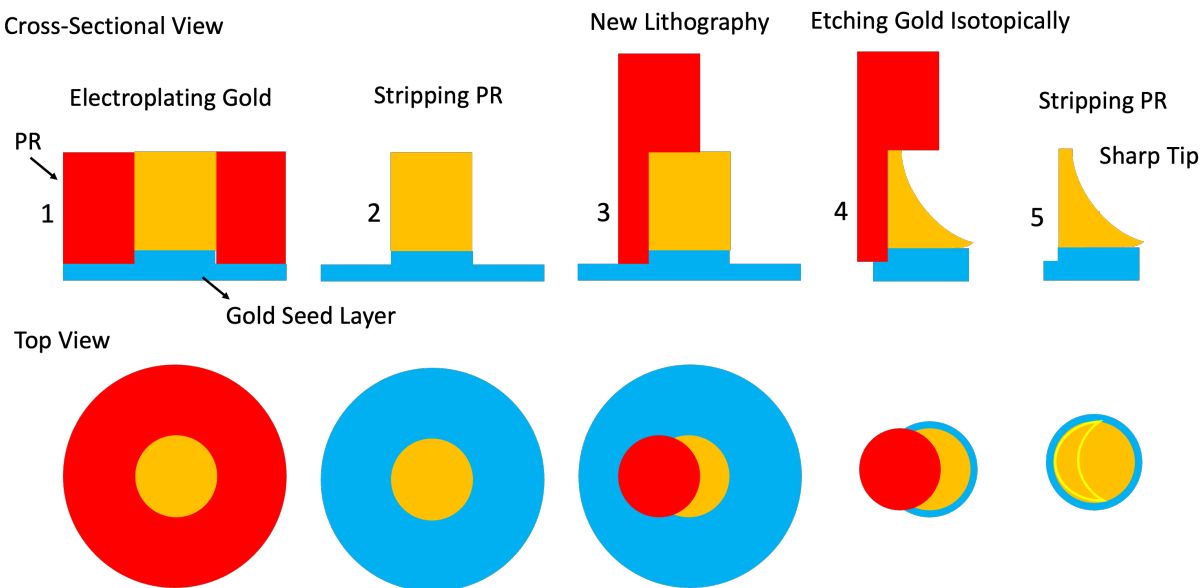 Cross-Sectional View
New Lithography
Etching Gold Isotopically
Electroplating Gold
Stripping PR
Stripping PR
PR
Sharp Tip
1
2
3
4
5
Gold Seed Layer
Top View